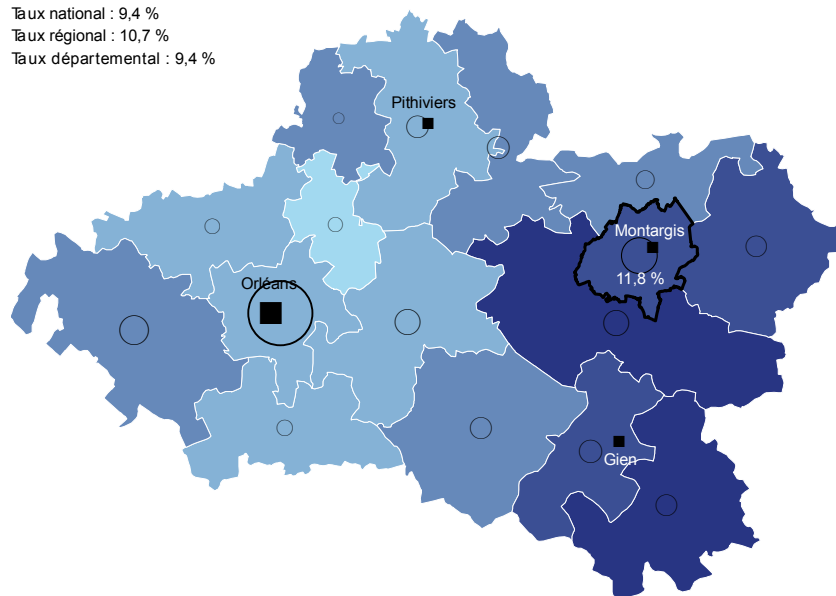 Taux national : 9,4 %
Taux régional : 10,7 %
Taux départemental : 9,4 %
Pithiviers
Montargis
11,8 %
Orléans
Gien